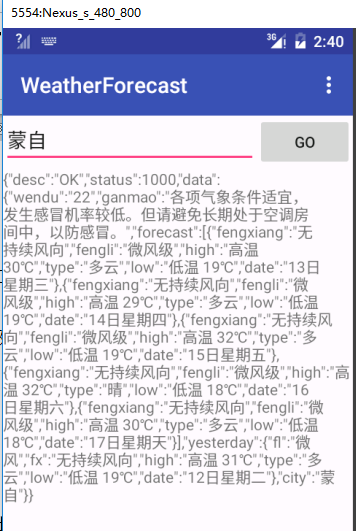 5554:Nexus_s_480_800
3G 2:40
WeatherForecast
蒙自 GO
{"desc":"OK","status":1000,"data":
{"wendu":"22","ganmao":"各项气象条件适宜，
发生感冒机率较低。但请避免长期处于空调房
间中，以防感冒。","forecast":[{"fengxiang":"无
持续风向","fengli":"微风级","high":"高温
30℃","type":"多云","low":"低温 19℃","date":"13日
星期三"},{"fengxiang":"无持续风向","fengli":"微
风级","high":"高温 29℃","type":"多云","low":"低温
19℃","date":"14日星期四"},{"fengxiang":"无持续风
向","fengli":"微风级","high":"高温 32℃","type":"多
云","low":"低温 19℃","date":"15日星期五"},
{"fengxiang":"无持续风向","fengli":"微风级","high":"高
温 32℃","type":"晴","low":"低温 18℃","date":"16
日星期六"},{"fengxiang":"无持续风向","fengli":"微
风级","high":"高温 30℃","type":"多云","low":"低温
18℃","date":"17日星期天"}],"yesterday":{"fl":"微
风","fx":"无持续风向","high":"高温 31℃","type":"多
云","low":"低温 19℃","date":"12日星期二"},"city":"蒙
自"}}